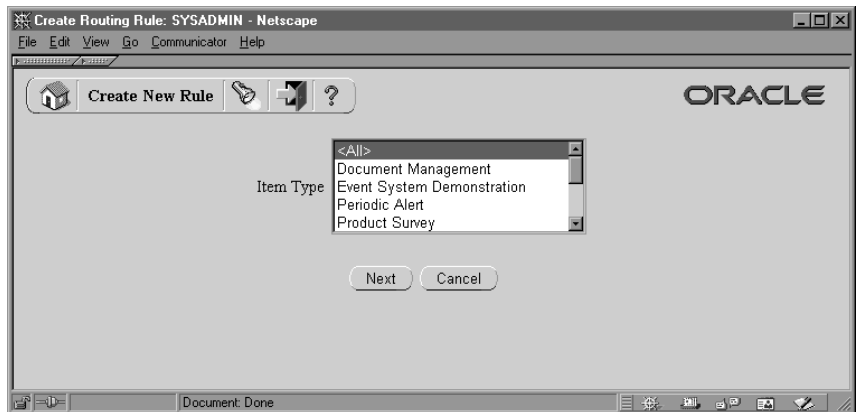 Create Routing Rule: SYSADMIN - Netscape
File Edit View Go Communicator Help
Create New Rule ?
ORACLE
<All>
Document Management
Item Type Event System Demonstration
Periodic Alert
Product Survey
Next Cancel
Document: Done